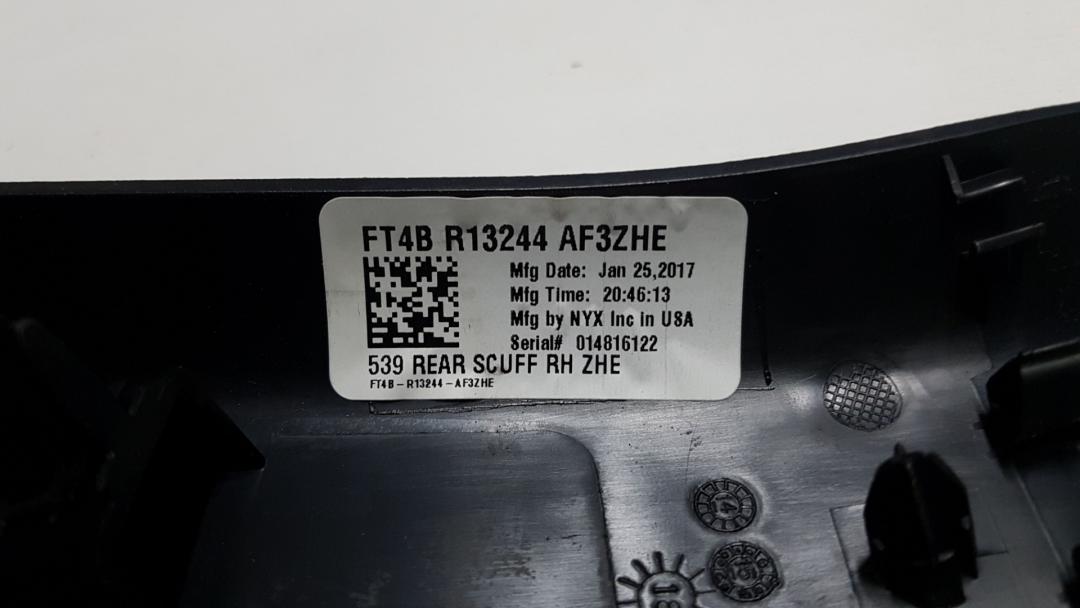 FT4B R13244 AF3ZHE
Mfg Date: Jan 25,2017
Mfg Time: 20:46:13
Mfg by NYX Inc in USA
Serial# 014816122
539 REAR SCUFF RH ZHE
FT4B-R13244-AF3ZHE
14